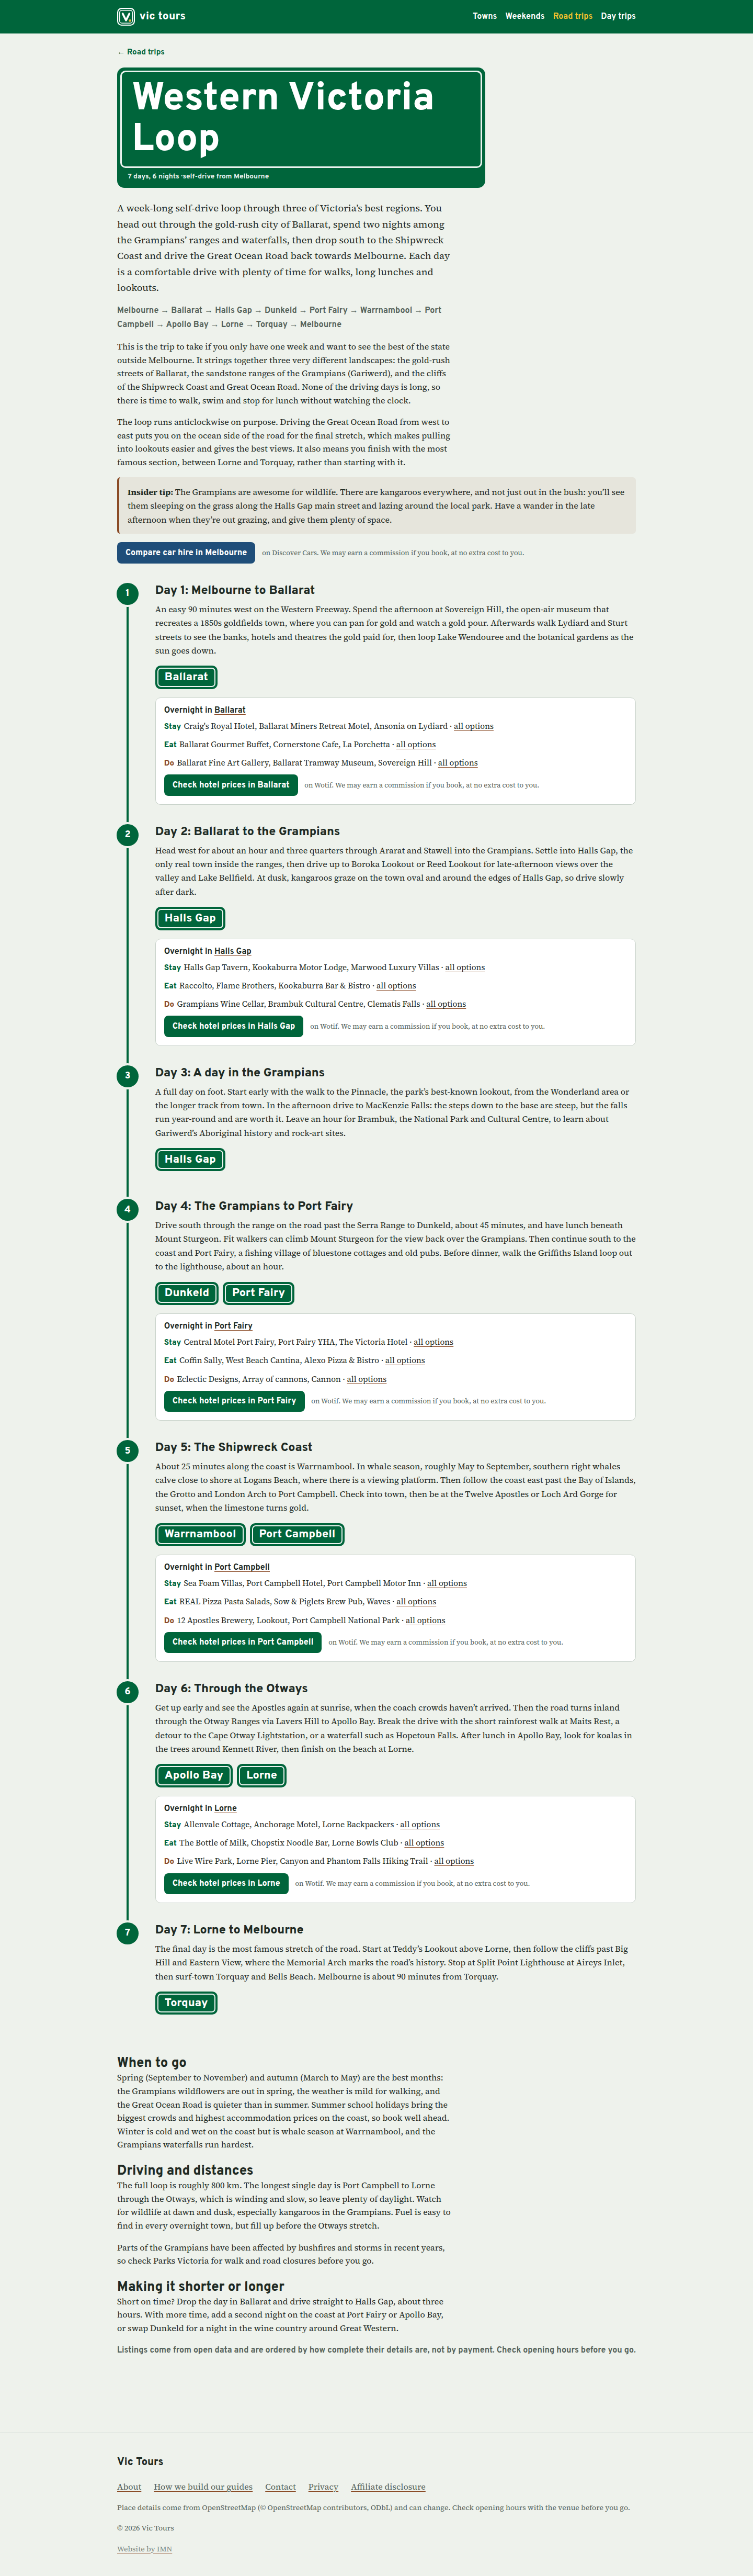 V vic tours
Towns Weekends Road trips Day trips
← Road trips
Western Victoria
Loop
7 days, 6 nights ·self-drive from Melbourne
A week-long self-drive loop through three of Victoria's best regions. You
head out through the gold-rush city of Ballarat, spend two nights among
the Grampians' ranges and waterfalls, then drop south to the Shipwreck
Coast and drive the Great Ocean Road back towards Melbourne. Each day
is a comfortable drive with plenty of time for walks, long lunches and
lookouts.
Melbourne → Ballarat → Halls Gap → Dunkeld → Port Fairy → Warrnambool → Port
Campbell → Apollo Bay → Lorne → Torquay → Melbourne
This is the trip to take if you only have one week and want to see the best of the state
outside Melbourne. It strings together three very different landscapes: the gold-rush
streets of Ballarat, the sandstone ranges of the Grampians (Gariwerd), and the cliffs
of the Shipwreck Coast and Great Ocean Road. None of the driving days is long, so
there is time to walk, swim and stop for lunch without watching the clock.
The loop runs anticlockwise on purpose. Driving the Great Ocean Road from west to
east puts you on the ocean side of the road for the final stretch, which makes pulling
into lookouts easier and gives the best views. It also means you finish with the most
famous section, between Lorne and Torquay, rather than starting with it.
Insider tip: The Grampians are awesome for wildlife. There are kangaroos everywhere, and not just out in the bush: you'll see
them sleeping on the grass along the Halls Gap main street and lazing around the local park. Have a wander in the late
afternoon when they're out grazing, and give them plenty of space.
Compare car hire in Melbourne on Discover Cars. We may earn a commission if you book, at no extra cost to you.
1 Day 1: Melbourne to Ballarat
An easy 90 minutes west on the Western Freeway. Spend the afternoon at Sovereign Hill, the open-air museum that
recreates a 1850s goldfields town, where you can pan for gold and watch a gold pour. Afterwards walk Lydiard and Sturt
streets to see the banks, hotels and theatres the gold paid for, then loop Lake Wendouree and the botanical gardens as the
sun goes down.
Ballarat
Overnight in Ballarat
Stay Craig's Royal Hotel, Ballarat Miners Retreat Motel, Ansonia on Lydiard · all options
Eat Ballarat Gourmet Buffet, Cornerstone Cafe, La Porchetta · all options
Do Ballarat Fine Art Gallery, Ballarat Tramway Museum, Sovereign Hill · all options
Check hotel prices in Ballarat on Wotif. We may earn a commission if you book, at no extra cost to you.
2 Day 2: Ballarat to the Grampians
Head west for about an hour and three quarters through Ararat and Stawell into the Grampians. Settle into Halls Gap, the
only real town inside the ranges, then drive up to Boroka Lookout or Reed Lookout for late-afternoon views over the
valley and Lake Bellfield. At dusk, kangaroos graze on the town oval and around the edges of Halls Gap, so drive slowly
after dark.
Halls Gap
Overnight in Halls Gap
Stay Halls Gap Tavern, Kookaburra Motor Lodge, Marwood Luxury Villas · all options
Eat Raccolto, Flame Brothers, Kookaburra Bar & Bistro · all options
Do Grampians Wine Cellar, Brambuk Cultural Centre, Clematis Falls · all options
Check hotel prices in Halls Gap on Wotif. We may earn a commission if you book, at no extra cost to you.
3 Day 3: A day in the Grampians
A full day on foot. Start early with the walk to the Pinnacle, the park's best-known lookout, from the Wonderland area or
the longer track from town. In the afternoon drive to MacKenzie Falls: the steps down to the base are steep, but the falls
run year-round and are worth it. Leave an hour for Brambuk, the National Park and Cultural Centre, to learn about
Gariwerd's Aboriginal history and rock-art sites.
Halls Gap
4 Day 4: The Grampians to Port Fairy
Drive south through the range on the road past the Serra Range to Dunkeld, about 45 minutes, and have lunch beneath
Mount Sturgeon. Fit walkers can climb Mount Sturgeon for the view back over the Grampians. Then continue south to the
coast and Port Fairy, a fishing village of bluestone cottages and old pubs. Before dinner, walk the Griffiths Island loop out
to the lighthouse, about an hour.
Dunkeld Port Fairy
Overnight in Port Fairy
Stay Central Motel Port Fairy, Port Fairy YHA, The Victoria Hotel · all options
Eat Coffin Sally, West Beach Cantina, Alexo Pizza & Bistro · all options
Do Eclectic Designs, Array of cannons, Cannon · all options
Check hotel prices in Port Fairy on Wotif. We may earn a commission if you book, at no extra cost to you.
5 Day 5: The Shipwreck Coast
About 25 minutes along the coast is Warrnambool. In whale season, roughly May to September, southern right whales
calve close to shore at Logans Beach, where there is a viewing platform. Then follow the coast east past the Bay of Islands,
the Grotto and London Arch to Port Campbell. Check into town, then be at the Twelve Apostles or Loch Ard Gorge for
sunset, when the limestone turns gold.
Warrnambool Port Campbell
Overnight in Port Campbell
Stay Sea Foam Villas, Port Campbell Hotel, Port Campbell Motor Inn · all options
Eat REAL Pizza Pasta Salads, Sow & Piglets Brew Pub, Waves · all options
Do 12 Apostles Brewery, Lookout, Port Campbell National Park · all options
Check hotel prices in Port Campbell on Wotif. We may earn a commission if you book, at no extra cost to you.
6 Day 6: Through the Otways
Get up early and see the Apostles again at sunrise, when the coach crowds haven't arrived. Then the road turns inland
through the Otway Ranges via Lavers Hill to Apollo Bay. Break the drive with the short rainforest walk at Maits Rest, a
detour to the Cape Otway Lightstation, or a waterfall such as Hopetoun Falls. After lunch in Apollo Bay, look for koalas in
the trees around Kennett River, then finish on the beach at Lorne.
Apollo Bay Lorne
Overnight in Lorne
Stay Allenvale Cottage, Anchorage Motel, Lorne Backpackers · all options
Eat The Bottle of Milk, Chopstix Noodle Bar, Lorne Bowls Club · all options
Do Live Wire Park, Lorne Pier, Canyon and Phantom Falls Hiking Trail · all options
Check hotel prices in Lorne on Wotif. We may earn a commission if you book, at no extra cost to you.
7 Day 7: Lorne to Melbourne
The final day is the most famous stretch of the road. Start at Teddy's Lookout above Lorne, then follow the cliffs past Big
Hill and Eastern View, where the Memorial Arch marks the road's history. Stop at Split Point Lighthouse at Aireys Inlet,
then surf-town Torquay and Bells Beach. Melbourne is about 90 minutes from Torquay.
Torquay
When to go
Spring (September to November) and autumn (March to May) are the best months:
the Grampians wildflowers are out in spring, the weather is mild for walking, and
the Great Ocean Road is quieter than in summer. Summer school holidays bring the
biggest crowds and highest accommodation prices on the coast, so book well ahead.
Winter is cold and wet on the coast but is whale season at Warrnambool, and the
Grampians waterfalls run hardest.
Driving and distances
The full loop is roughly 800 km. The longest single day is Port Campbell to Lorne
through the Otways, which is winding and slow, so leave plenty of daylight. Watch
for wildlife at dawn and dusk, especially kangaroos in the Grampians. Fuel is easy to
find in every overnight town, but fill up before the Otways stretch.
Parts of the Grampians have been affected by bushfires and storms in recent years,
so check Parks Victoria for walk and road closures before you go.
Making it shorter or longer
Short on time? Drop the day in Ballarat and drive straight to Halls Gap, about three
hours. With more time, add a second night on the coast at Port Fairy or Apollo Bay,
or swap Dunkeld for a night in the wine country around Great Western.
Listings come from open data and are ordered by how complete their details are, not by payment. Check opening hours before you go.
Vic Tours
About How we build our guides Contact Privacy Affiliate disclosure
Place details come from OpenStreetMap (© OpenStreetMap contributors, ODbL) and can change. Check opening hours with the venue before you go.
© 2026 Vic Tours
Website by IMN